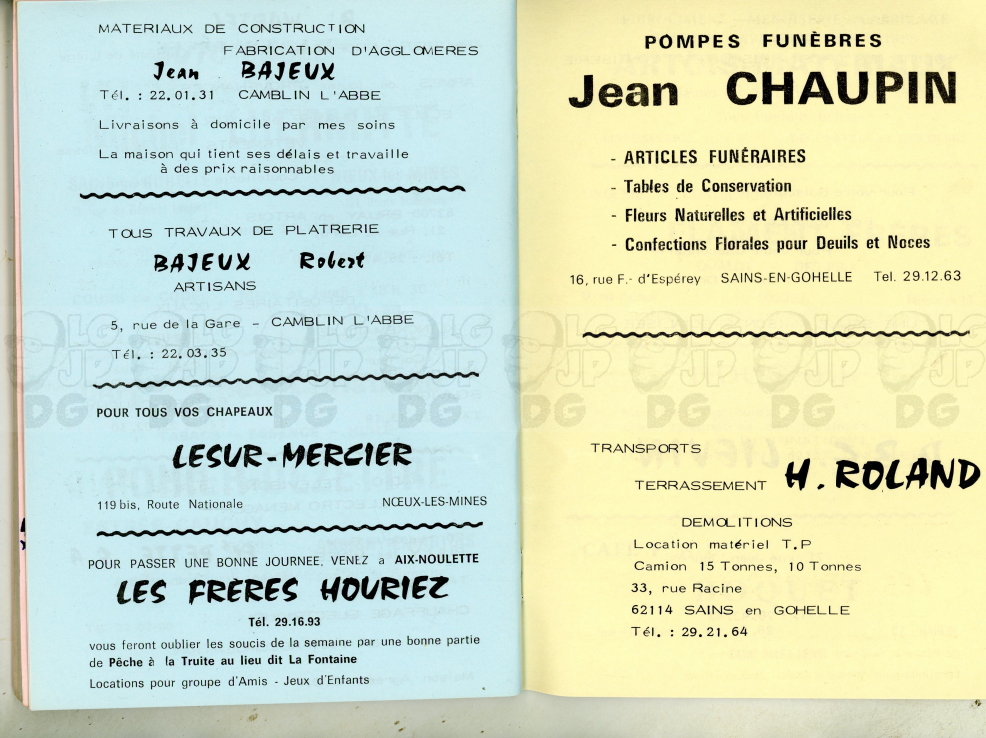 MATERIAUX DE CONSTRUCTION
FABRICATION D'AGGLOMERES
Jean BAJEUX
Tél. : 22.01.31 CAMBLIN L'ABBE
Livraisons à domicile par mes soins
La maison qui tient ses délais et travaille
à des prix raisonnables
TOUS TRAVAUX DE PLATRERIE
BAJEUX Robert
ARTISANS
5, rue de la Gare - CAMBLIN L'ABBE
Tél. : 22.03.35
POUR TOUS VOS CHAPEAUX
LESUR-MERCIER
119 bis, Route Nationale NŒUX-LES-MINES
POUR PASSER UNE BONNE JOURNEE, VENEZ a AIX-NOULETTE
LES FRÈRES HOURIEZ
Tél. 29.16.93
vous feront oublier les soucis de la semaine par une bonne partie
de Pêche à la Truite au lieu dit La Fontaine
Locations pour groupe d'Amis - Jeux d'Enfants
POMPES FUNÈBRES
Jean CHAUPIN
- ARTICLES FUNÉRAIRES
- Tables de Conservation
- Fleurs Naturelles et Artificielles
- Confections Florales pour Deuils et Noces
16, rue F.- d'Espérey SAINS-EN-GOHELLE Tel. 29.12.63
TRANSPORTS
TERRASSEMENT H. ROLAND
DEMOLITIONS
Location matériel T.P
Camion 15 Tonnes, 10 Tonnes
33, rue Racine
62114 SAINS en GOHELLE
Tél. : 29.21.64
LGJPDG